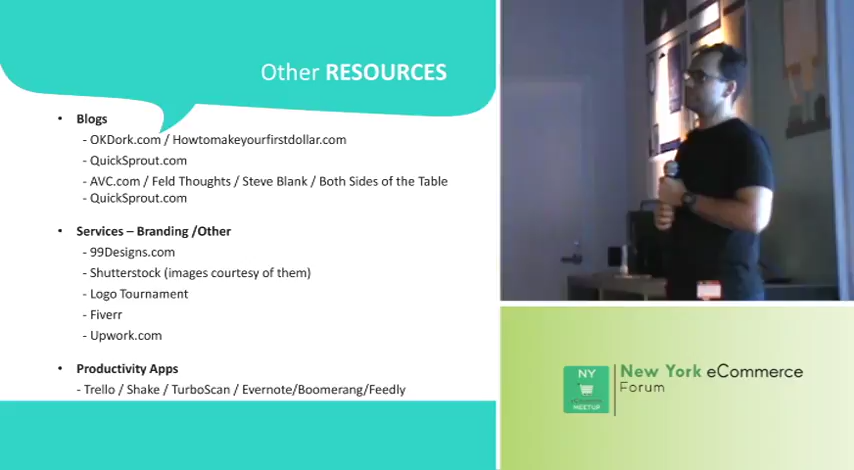 Other RESOURCES
• Blogs
- OKDork.com / Howtomakeyourfirstdollar.com
- QuickSprout.com
- AVC.com / Feld Thoughts / Steve Blank / Both Sides of the Table
- QuickSprout.com
• Services – Branding /Other
- 99Designs.com
- Shutterstock (images courtesy of them)
- Logo Tournament
- Fiverr
- Upwork.com
• Productivity Apps
- Trello / Shake / TurboScan / Evernote/Boomerang/Feedly
NY
eCommerce
MEETUP
New York eCommerce
Forum